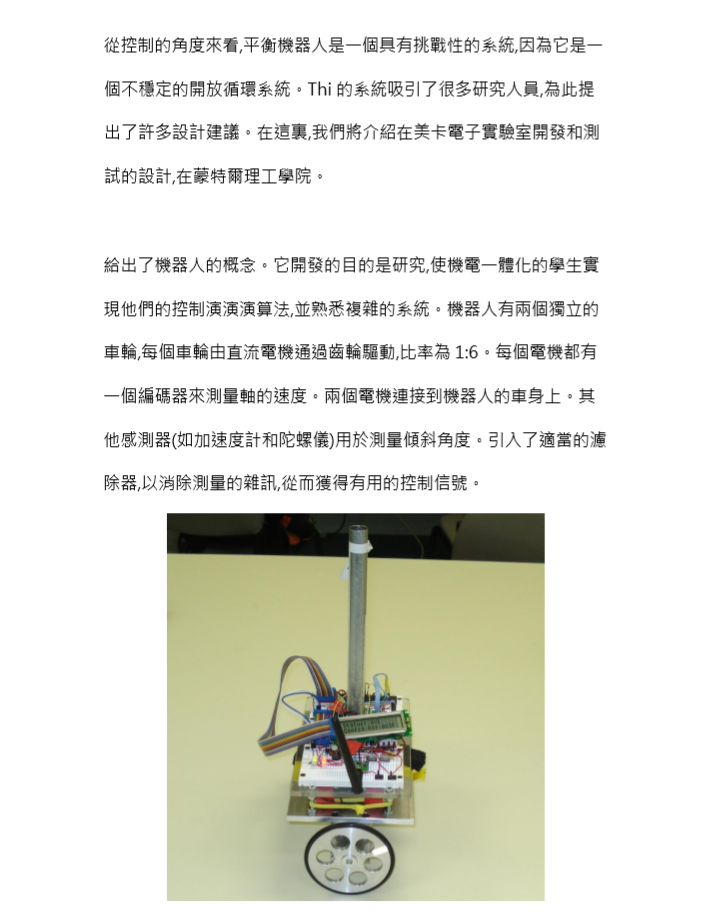 從控制的角度來看,平衡機器人是一個具有挑戰性的系統,因為它是一
個不穩定的開放循環系統。Thi 的系統吸引了很多研究人員,為此提
出了許多設計建議。在這裏,我們將介紹在美卡電子實驗室開發和測
試的設計,在蒙特爾理工學院。
給出了機器人的概念。它開發的目的是研究,使機電一體化的學生實
現他們的控制演演演算法,並熟悉複雜的系統。機器人有兩個獨立的
車輪,每個車輪由直流電機通過齒輪驅動,比率為 1:6。每個電機都有
一個編碼器來測量軸的速度。兩個電機連接到機器人的車身上。其
他感測器(如加速度計和陀螺儀)用於測量傾斜角度。引入了適當的濾
除器,以消除測量的雜訊,從而獲得有用的控制信號。